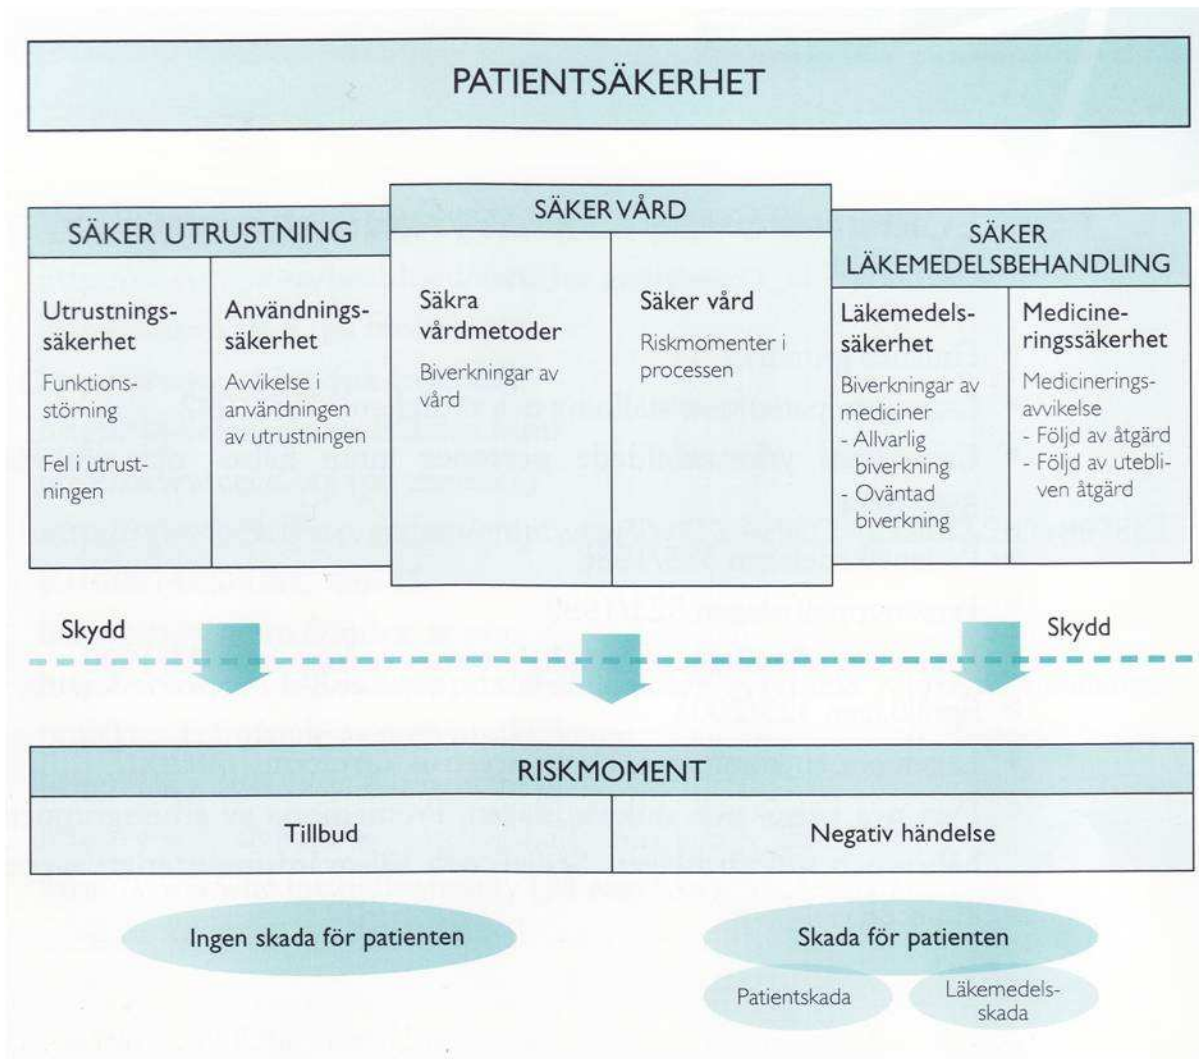 PATIENTSÄKERHET
SÄKER UTRUSTNING
Utrustnings-
säkerhet
Funktions-
störning
Fel i utrust-
ningen
Användnings-
säkerhet
Avvikelse i
användningen
av utrustningen
SÄKER VÅRD
Säkra
vårdmetoder
Biverkningar av
vård
Säker vård
Riskmomenter i
processen
SÄKER
LÄKEMEDELSBEHANDLING
Läkemedels-
säkerhet
Biverkningar av
mediciner
- Allvarlig
biverkning
- Oväntad
biverkning
Medicine-
ringssäkerhet
Medicinerings-
avvikelse
- Följd av åtgärd
- Följd av utebli-
ven åtgärd
Skydd
Skydd
RISKMOMENT
Tillbud
Negativ händelse
Ingen skada för patienten
Skada för patienten
Patientskada
Läkemedels-
skada